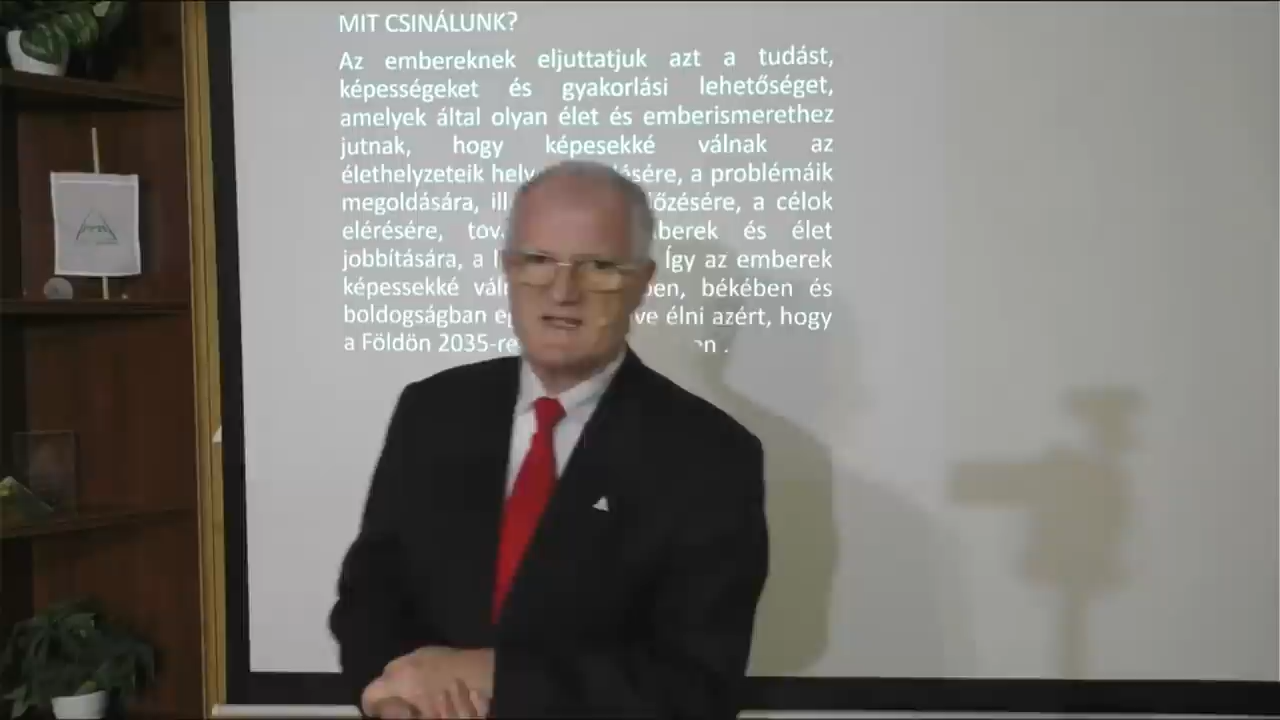 MIT CSINÁLUNK?
Az embereknek eljuttatjuk azt a tudást,
képességeket és gyakorlási lehetőséget,
amelyek által olyan élet és emberismerethez
jutnak, hogy képesekké válnak az
élethelyzeteik sére, a problémáik
megoldására, a célok
elérésére, és élet
jobbítására, a Így az emberek
képessekké békében és
boldogságban élni azért, hogy
a Földön